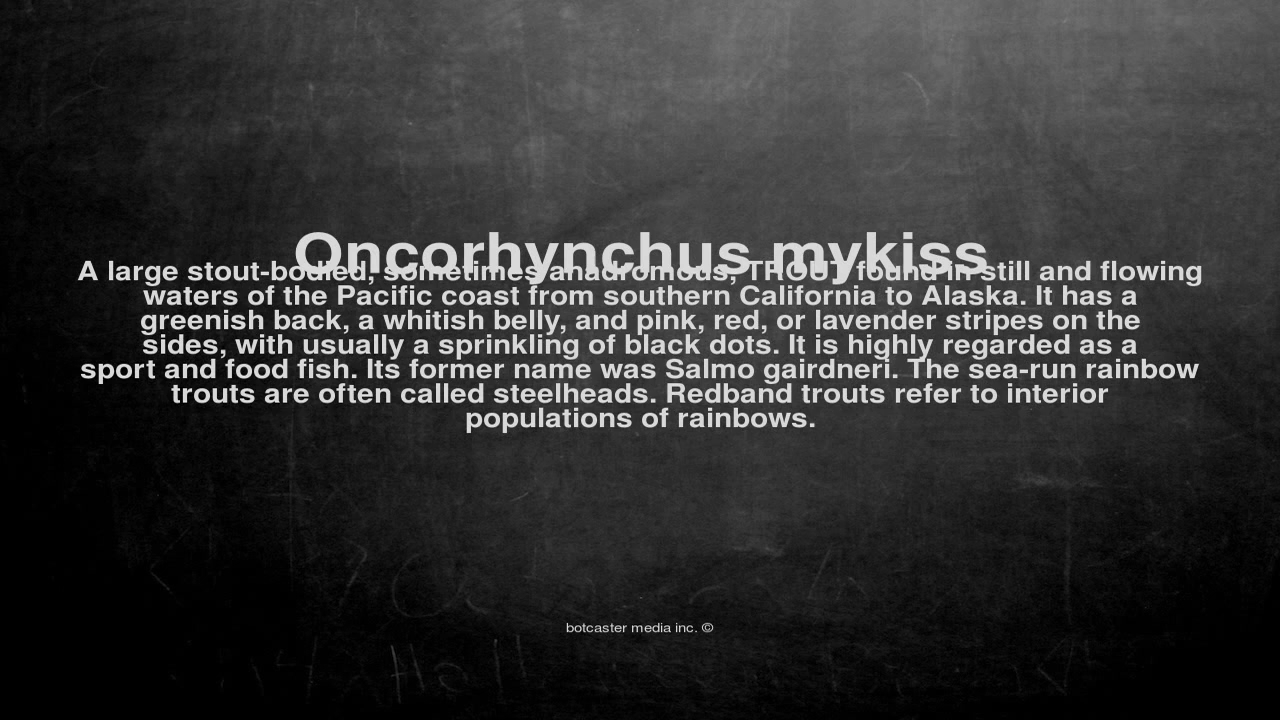 Oncorhynchus mykiss
A large stout-bodied, sometimes anadromous, TROUT found in still and flowing
waters of the Pacific coast from southern California to Alaska. It has a
greenish back, a whitish belly, and pink, red, or lavender stripes on the
sides, with usually a sprinkling of black dots. It is highly regarded as a
sport and food fish. Its former name was Salmo gairdneri. The sea-run rainbow
trouts are often called steelheads. Redband trouts refer to interior
populations of rainbows.
botcaster media inc. ©